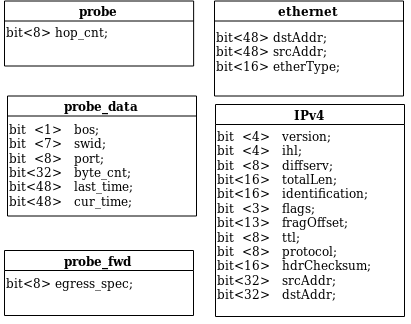 probe
bit<8> hop_cnt;
ethernet
bit<48> dstAddr;
bit<48> srcAddr;
bit<16> etherType;
probe_data
bit <1> bos;
bit <7> swid;
bit <8> port;
bit<32> byte_cnt;
bit<48> last_time;
bit<48> cur_time;
IPv4
bit <4> version;
bit <4> ihl;
bit <8> diffserv;
bit<16> totalLen;
bit<16> identification;
bit <3> flags;
bit<13> fragOffset;
bit <8> ttl;
bit <8> protocol;
bit<16> hdrChecksum;
bit<32> srcAddr;
bit<32> dstAddr;
probe_fwd
bit<8> egress_spec;